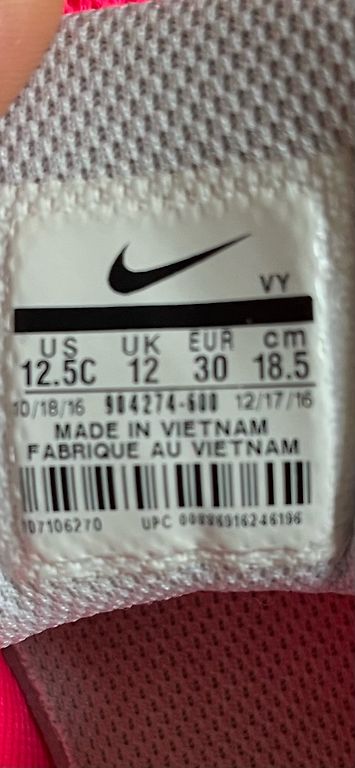 VY
US UK EUR cm
12.5C 12 30 18.5
10/18/16 904274-600 12/17/16
MADE IN VIETNAM
FABRIQUE AU VIETNAM
107106270 UPC 00886916246196